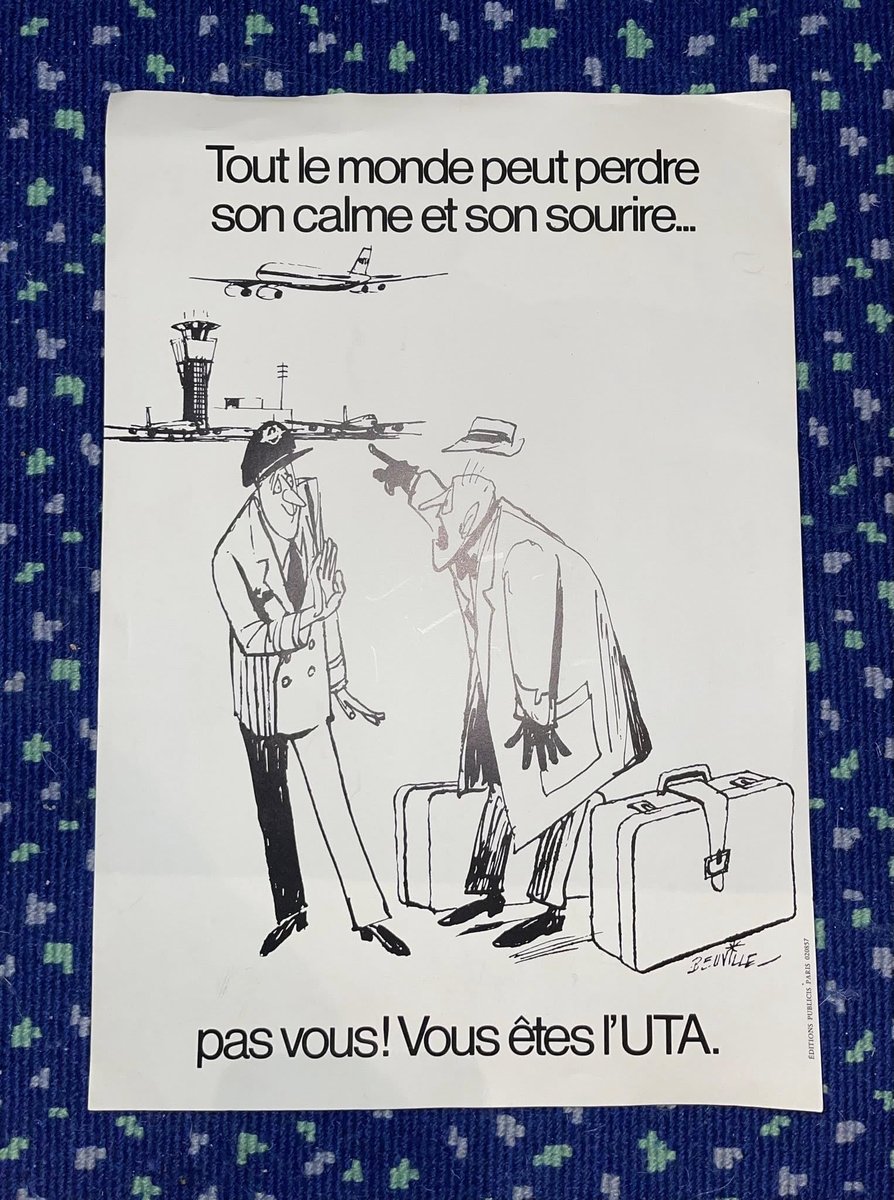 Tout le monde peut perdre
son calme et son sourire...
BEUVILLE
pas vous! Vous êtes l'UTA.
ÉDITIONS PUBLICIS PARIS 020857